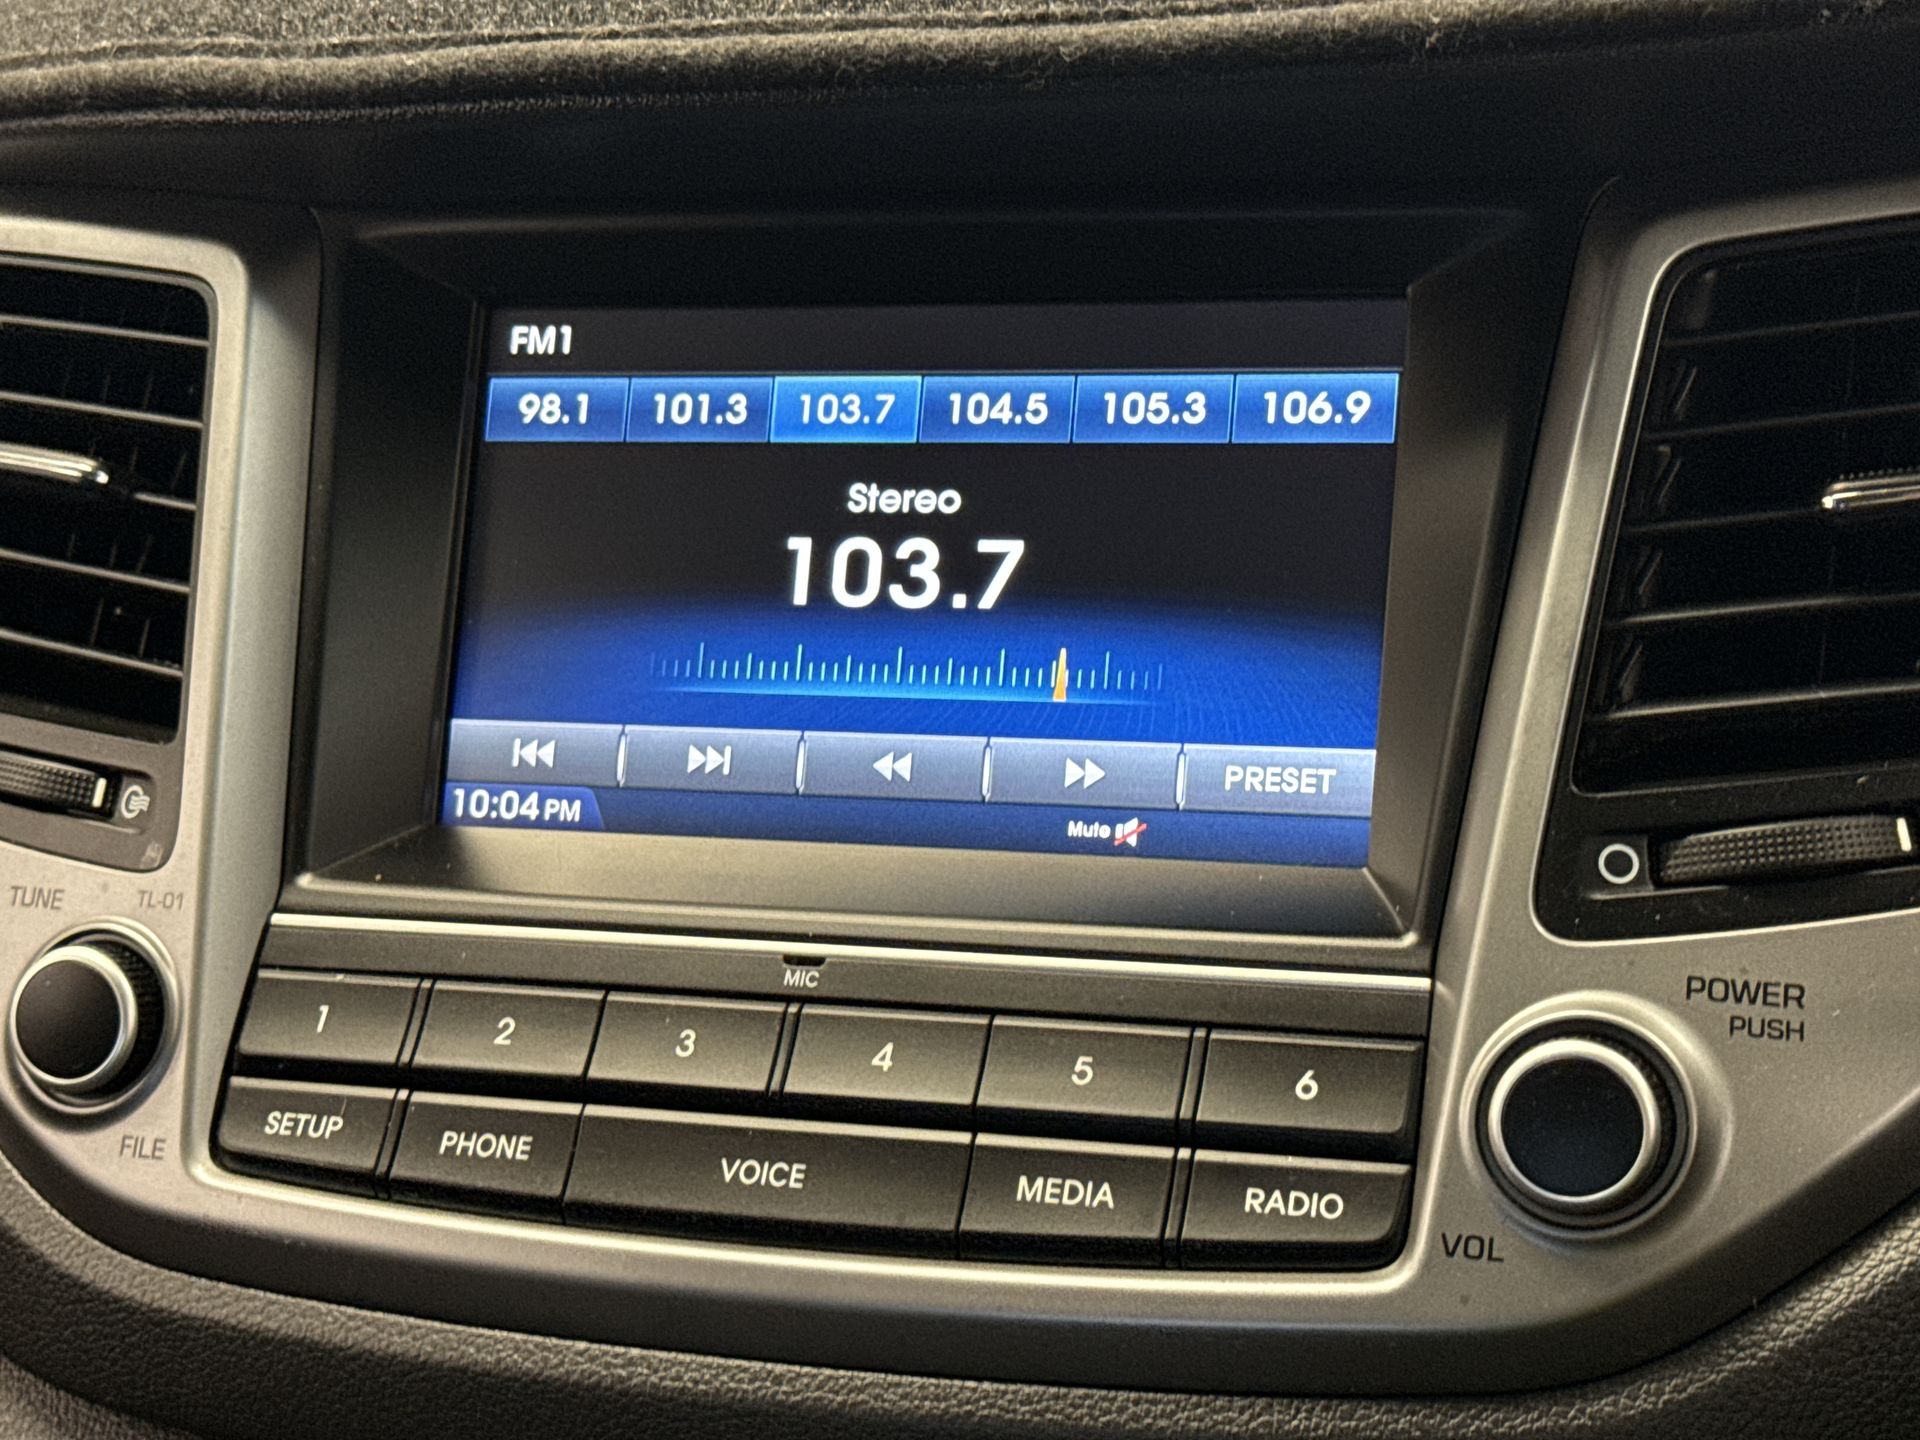 FM1
98.1 101.3 103.7 104.5 105.3 106.9
Stereo
103.7
PRESET
10:04 PM
Mute
TUNE TL-01
FILE
MIC
1 2 3 4 5 6
SETUP PHONE VOICE MEDIA RADIO
POWER
PUSH
VOL